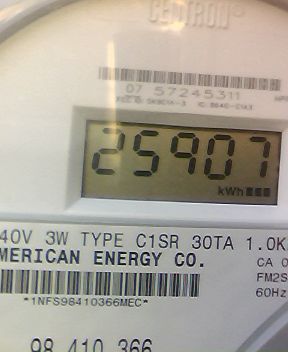 CENTRON®
07 57245311
25907
kWh
40V 3W TYPE C1SR 30TA 1.0K
MERICAN ENERGY CO.
CA 0
FM2S
60Hz
*1NFS98410366MEC*
98 410 366